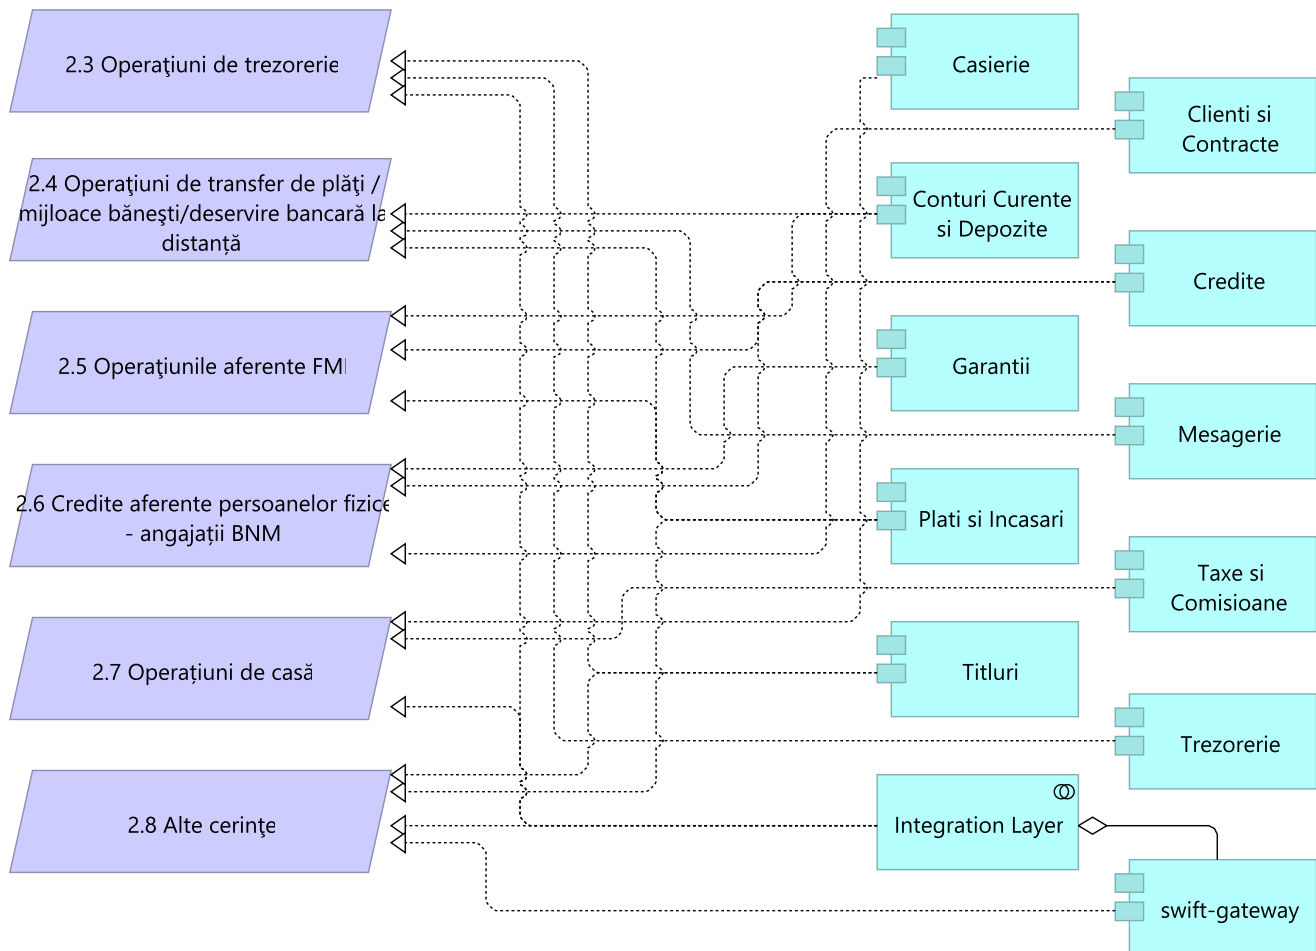 2.3 Operaţiuni de trezorerie
2.4 Operaţiuni de transfer de plăţi /
mijloace băneşti/deservire bancară la
distanță
2.5 Operaţiunile aferente FMI
2.6 Credite aferente persoanelor fizice
- angajații BNM
2.7 Operațiuni de casă
2.8 Alte cerinţe
Casierie
Clienti si
Contracte
Conturi Curente
si Depozite
Credite
Garantii
Mesagerie
Plati si Incasari
Taxe si
Comisioane
Titluri
Trezorerie
Integration Layer
swift-gateway